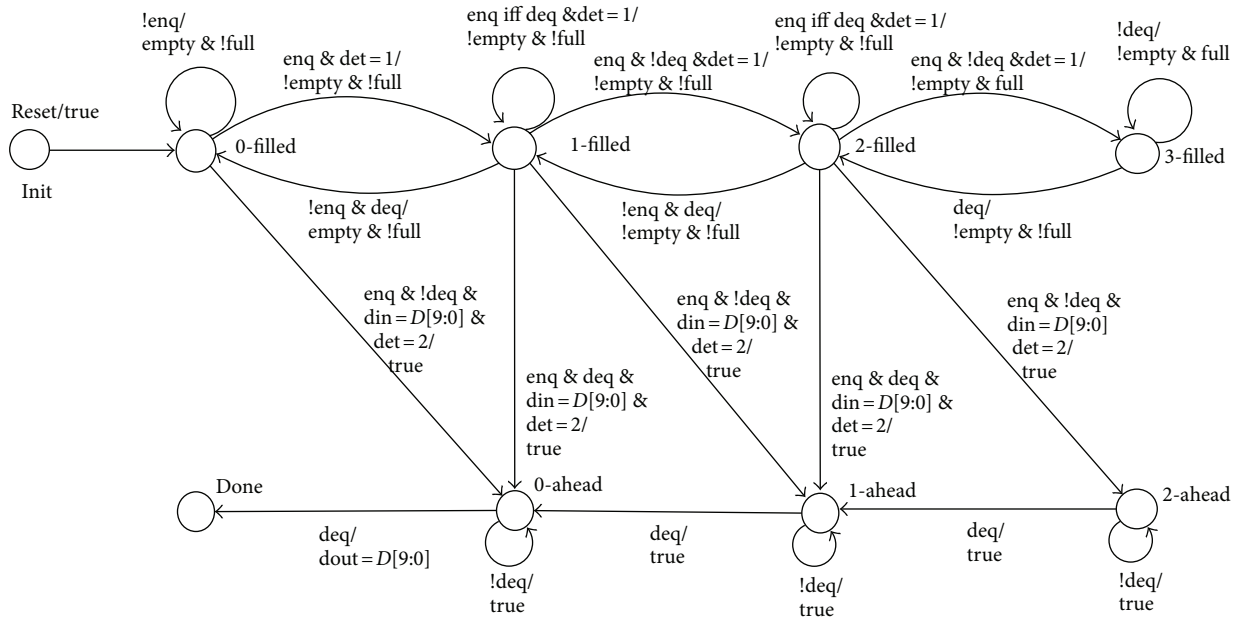 !enq/
empty & !full
enq & det = 1/
!empty & !full
enq iff deq &det = 1/
!empty & !full
enq & !deq &det = 1/
!empty & !full
enq iff deq &det = 1/
!empty & !full
enq & !deq &det = 1/
!empty & full
!deq/
!empty & full
Reset/true
Init
0-filled
1-filled
2-filled
3-filled
!enq & deq/
empty & !full
!enq & deq/
!empty & !full
deq/
!empty & !full
enq & !deq &
din = D[9:0] &
det = 2/
true
enq & deq &
din = D[9:0] &
det = 2/
true
enq & !deq &
din = D[9:0] &
det = 2/
true
enq & deq &
din = D[9:0] &
det = 2/
true
enq & !deq &
din = D[9:0]
det = 2/
true
Done
0-ahead
1-ahead
2-ahead
deq/
dout = D[9:0]
!deq/
true
deq/
true
!deq/
true
deq/
true
!deq/
true